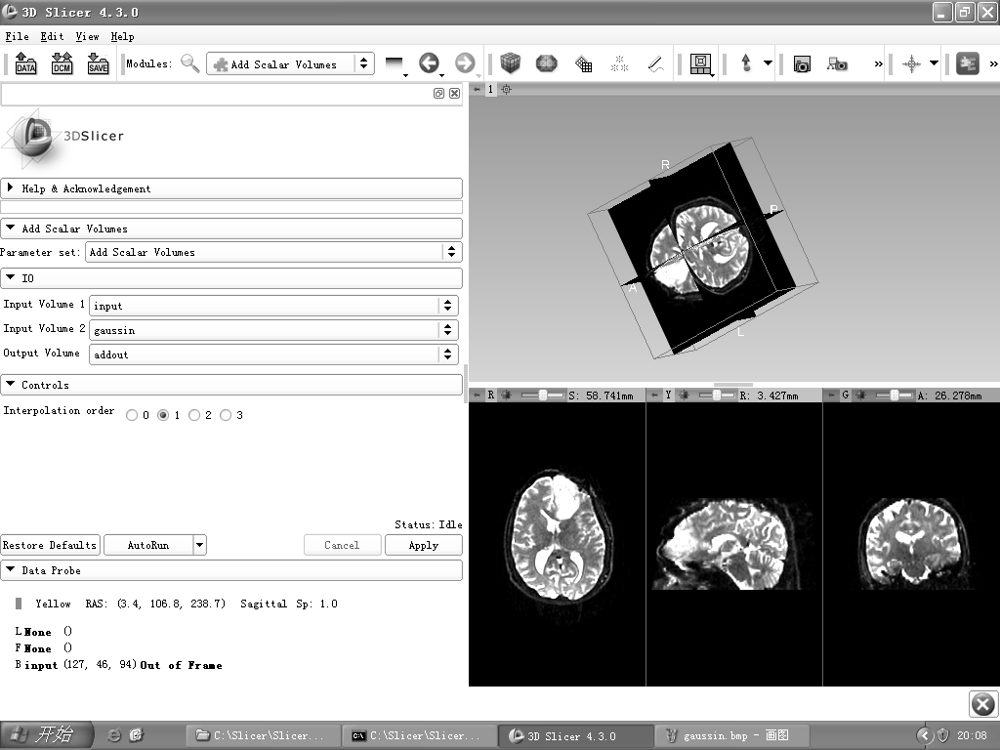 3D Slicer 4.3.0
File Edit View Help
DATA DCM SAVE Modules: Add Scalar Volumes »  »
1
3DSlicer
Help & Acknowledgement
Add Scalar Volumes
Parameter set: Add Scalar Volumes
IO
Input Volume 1 input
Input Volume 2 gaussin
Output Volume addout
Controls
Interpolation order 0 1 2 3
Status: Idle
Restore Defaults AutoRun Cancel Apply
Data Probe
Yellow RAS: (3.4, 106.8, 238.7) Sagittal Sp: 1.0
L None ()
F None ()
B input (127, 46, 94) Out of Frame
R
P
A
L
R S: 58.741mm Y R: 3.427mm G A: 26.278mm
开始 C:\Slicer\Slicer... C:\Slicer\Slicer... 3D Slicer 4.3.0 gaussin.bmp - 画图 20:08